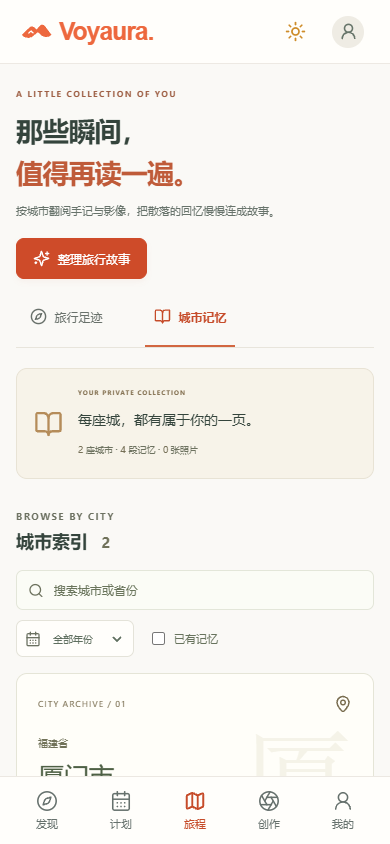 Voyaura.
A LITTLE COLLECTION OF YOU
那些瞬间，
值得再读一遍。
按城市翻阅手记与影像，把散落的回忆慢慢连成故事。
整理旅行故事
旅行足迹
城市记忆
YOUR PRIVATE COLLECTION
每座城，都有属于你的一页。
2 座城市 · 4 段记忆 · 0 张照片
BROWSE BY CITY
城市索引 2
搜索城市或省份
全部年份
已有记忆
CITY ARCHIVE / 01
福建省
厦门市
厦
发现
计划
旅程
创作
我的